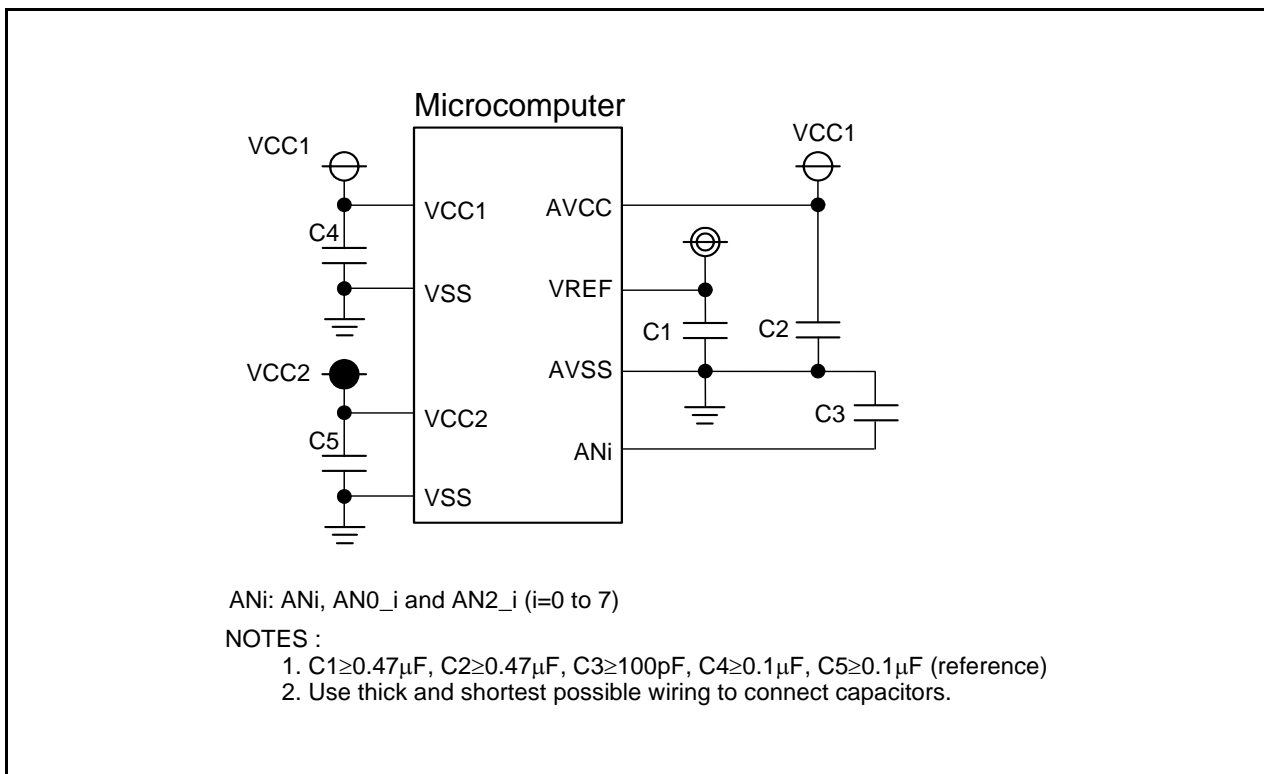 Microcomputer
VCC1
VCC1
VCC1
AVCC
C4
VSS
VREF
C1
C2
VCC2
AVSS
VCC2
C3
C5
ANi
VSS
ANi: ANi, AN0_i and AN2_i (i=0 to 7)
NOTES :
1. C1≥0.47μF, C2≥0.47μF, C3≥100pF, C4≥0.1μF, C5≥0.1μF (reference)
2. Use thick and shortest possible wiring to connect capacitors.